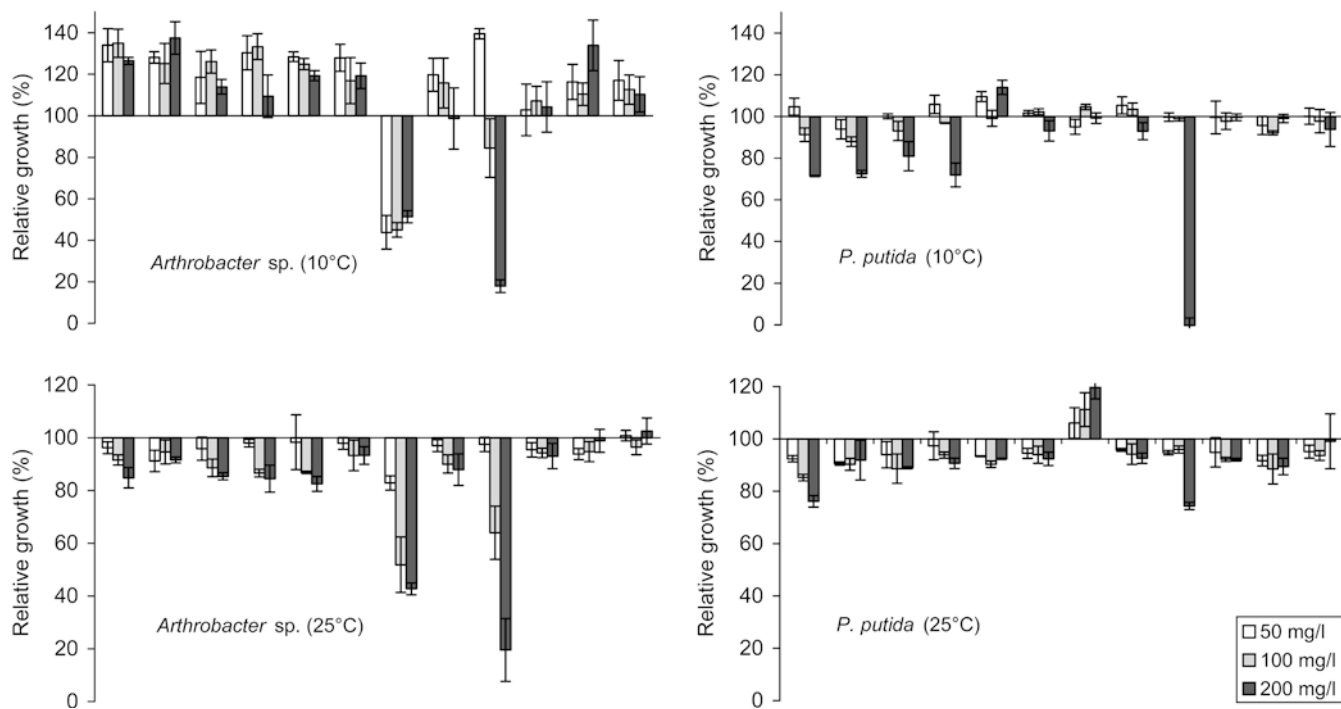 140
120
100
80
60
40
20
0
Relative growth (%)
Arthrobacter sp. (10°C)
140
120
100
80
60
40
20
0
Relative growth (%)
P. putida (10°C)
120
100
80
60
40
20
0
Relative growth (%)
Arthrobacter sp. (25°C)
120
100
80
60
40
20
0
Relative growth (%)
P. putida (25°C)
50 mg/l
100 mg/l
200 mg/l